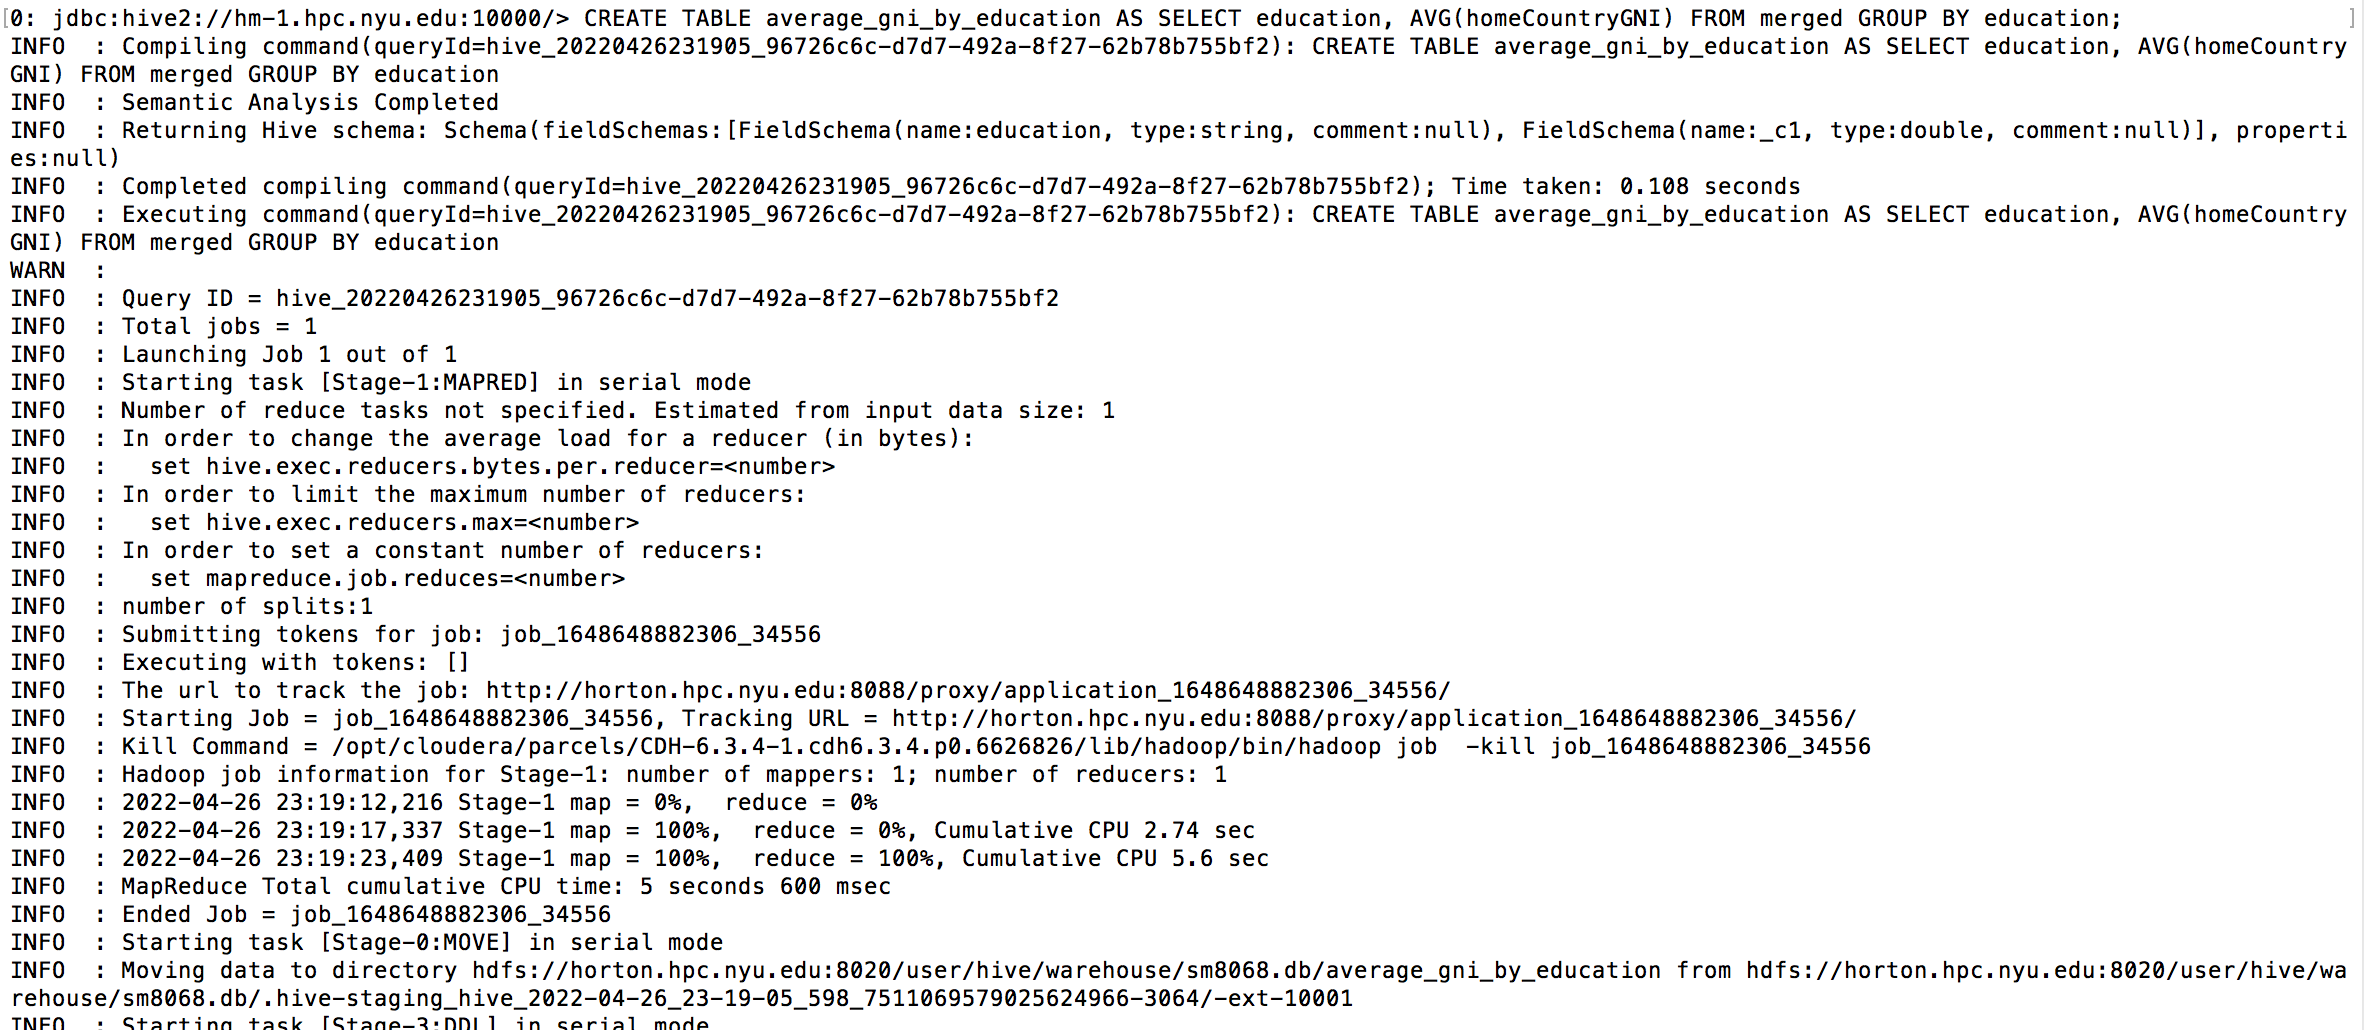 [0: jdbc:hive2://hm-1.hpc.nyu.edu:10000/> CREATE TABLE average_gni_by_education AS SELECT education, AVG(homeCountryGNI) FROM merged GROUP BY education; ]
INFO  : Compiling command(queryId=hive_20220426231905_96726c6c-d7d7-492a-8f27-62b78b755bf2): CREATE TABLE average_gni_by_education AS SELECT education, AVG(homeCountry
GNI) FROM merged GROUP BY education
INFO  : Semantic Analysis Completed
INFO  : Returning Hive schema: Schema(fieldSchemas:[FieldSchema(name:education, type:string, comment:null), FieldSchema(name:_c1, type:double, comment:null)], properti
es:null)
INFO  : Completed compiling command(queryId=hive_20220426231905_96726c6c-d7d7-492a-8f27-62b78b755bf2); Time taken: 0.108 seconds
INFO  : Executing command(queryId=hive_20220426231905_96726c6c-d7d7-492a-8f27-62b78b755bf2): CREATE TABLE average_gni_by_education AS SELECT education, AVG(homeCountry
GNI) FROM merged GROUP BY education
WARN  :
INFO  : Query ID = hive_20220426231905_96726c6c-d7d7-492a-8f27-62b78b755bf2
INFO  : Total jobs = 1
INFO  : Launching Job 1 out of 1
INFO  : Starting task [Stage-1:MAPRED] in serial mode
INFO  : Number of reduce tasks not specified. Estimated from input data size: 1
INFO  : In order to change the average load for a reducer (in bytes):
INFO  :   set hive.exec.reducers.bytes.per.reducer=<number>
INFO  : In order to limit the maximum number of reducers:
INFO  :   set hive.exec.reducers.max=<number>
INFO  : In order to set a constant number of reducers:
INFO  :   set mapreduce.job.reduces=<number>
INFO  : number of splits:1
INFO  : Submitting tokens for job: job_1648648882306_34556
INFO  : Executing with tokens: []
INFO  : The url to track the job: http://horton.hpc.nyu.edu:8088/proxy/application_1648648882306_34556/
INFO  : Starting Job = job_1648648882306_34556, Tracking URL = http://horton.hpc.nyu.edu:8088/proxy/application_1648648882306_34556/
INFO  : Kill Command = /opt/cloudera/parcels/CDH-6.3.4-1.cdh6.3.4.p0.6626826/lib/hadoop/bin/hadoop job  -kill job_1648648882306_34556
INFO  : Hadoop job information for Stage-1: number of mappers: 1; number of reducers: 1
INFO  : 2022-04-26 23:19:12,216 Stage-1 map = 0%,  reduce = 0%
INFO  : 2022-04-26 23:19:17,337 Stage-1 map = 100%,  reduce = 0%, Cumulative CPU 2.74 sec
INFO  : 2022-04-26 23:19:23,409 Stage-1 map = 100%,  reduce = 100%, Cumulative CPU 5.6 sec
INFO  : MapReduce Total cumulative CPU time: 5 seconds 600 msec
INFO  : Ended Job = job_1648648882306_34556
INFO  : Starting task [Stage-0:MOVE] in serial mode
INFO  : Moving data to directory hdfs://horton.hpc.nyu.edu:8020/user/hive/warehouse/sm8068.db/average_gni_by_education from hdfs://horton.hpc.nyu.edu:8020/user/hive/wa
rehouse/sm8068.db/.hive-staging_hive_2022-04-26_23-19-05_598_7511069579025624966-3064/-ext-10001
INFO  : Starting task [Stage-3:DDL] in serial mode